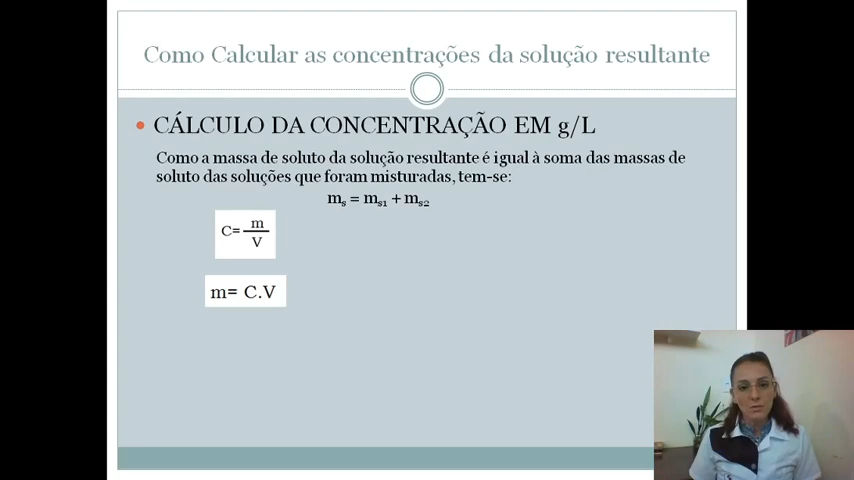 Como Calcular as concentrações da solução resultante
• CÁLCULO DA CONCENTRAÇÃO EM g/L
Como a massa de soluto da solução resultante é igual à soma das massas de
soluto das soluções que foram misturadas, tem-se:
mₛ = mₛ₁ + mₛ₂
C= m/V
m= C.V